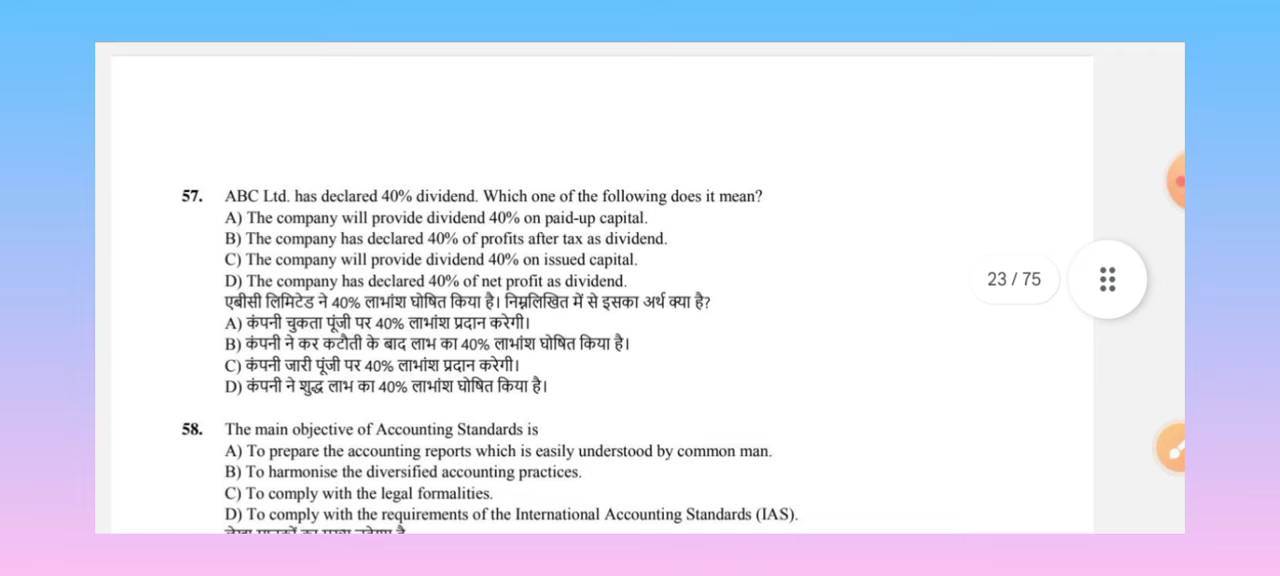 57. ABC Ltd. has declared 40% dividend. Which one of the following does it mean?
A) The company will provide dividend 40% on paid-up capital.
B) The company has declared 40% of profits after tax as dividend.
C) The company will provide dividend 40% on issued capital.
D) The company has declared 40% of net profit as dividend.
एबीसी लिमिटेड ने 40% लाभांश घोषित किया है। निम्नलिखित में से इसका अर्थ क्या है?
A) कंपनी चुकता पूंजी पर 40% लाभांश प्रदान करेगी।
B) कंपनी ने कर कटौती के बाद लाभ का 40% लाभांश घोषित किया है।
C) कंपनी जारी पूंजी पर 40% लाभांश प्रदान करेगी।
D) कंपनी ने शुद्ध लाभ का 40% लाभांश घोषित किया है।
23 / 75
58. The main objective of Accounting Standards is
A) To prepare the accounting reports which is easily understood by common man.
B) To harmonise the diversified accounting practices.
C) To comply with the legal formalities.
D) To comply with the requirements of the International Accounting Standards (IAS).